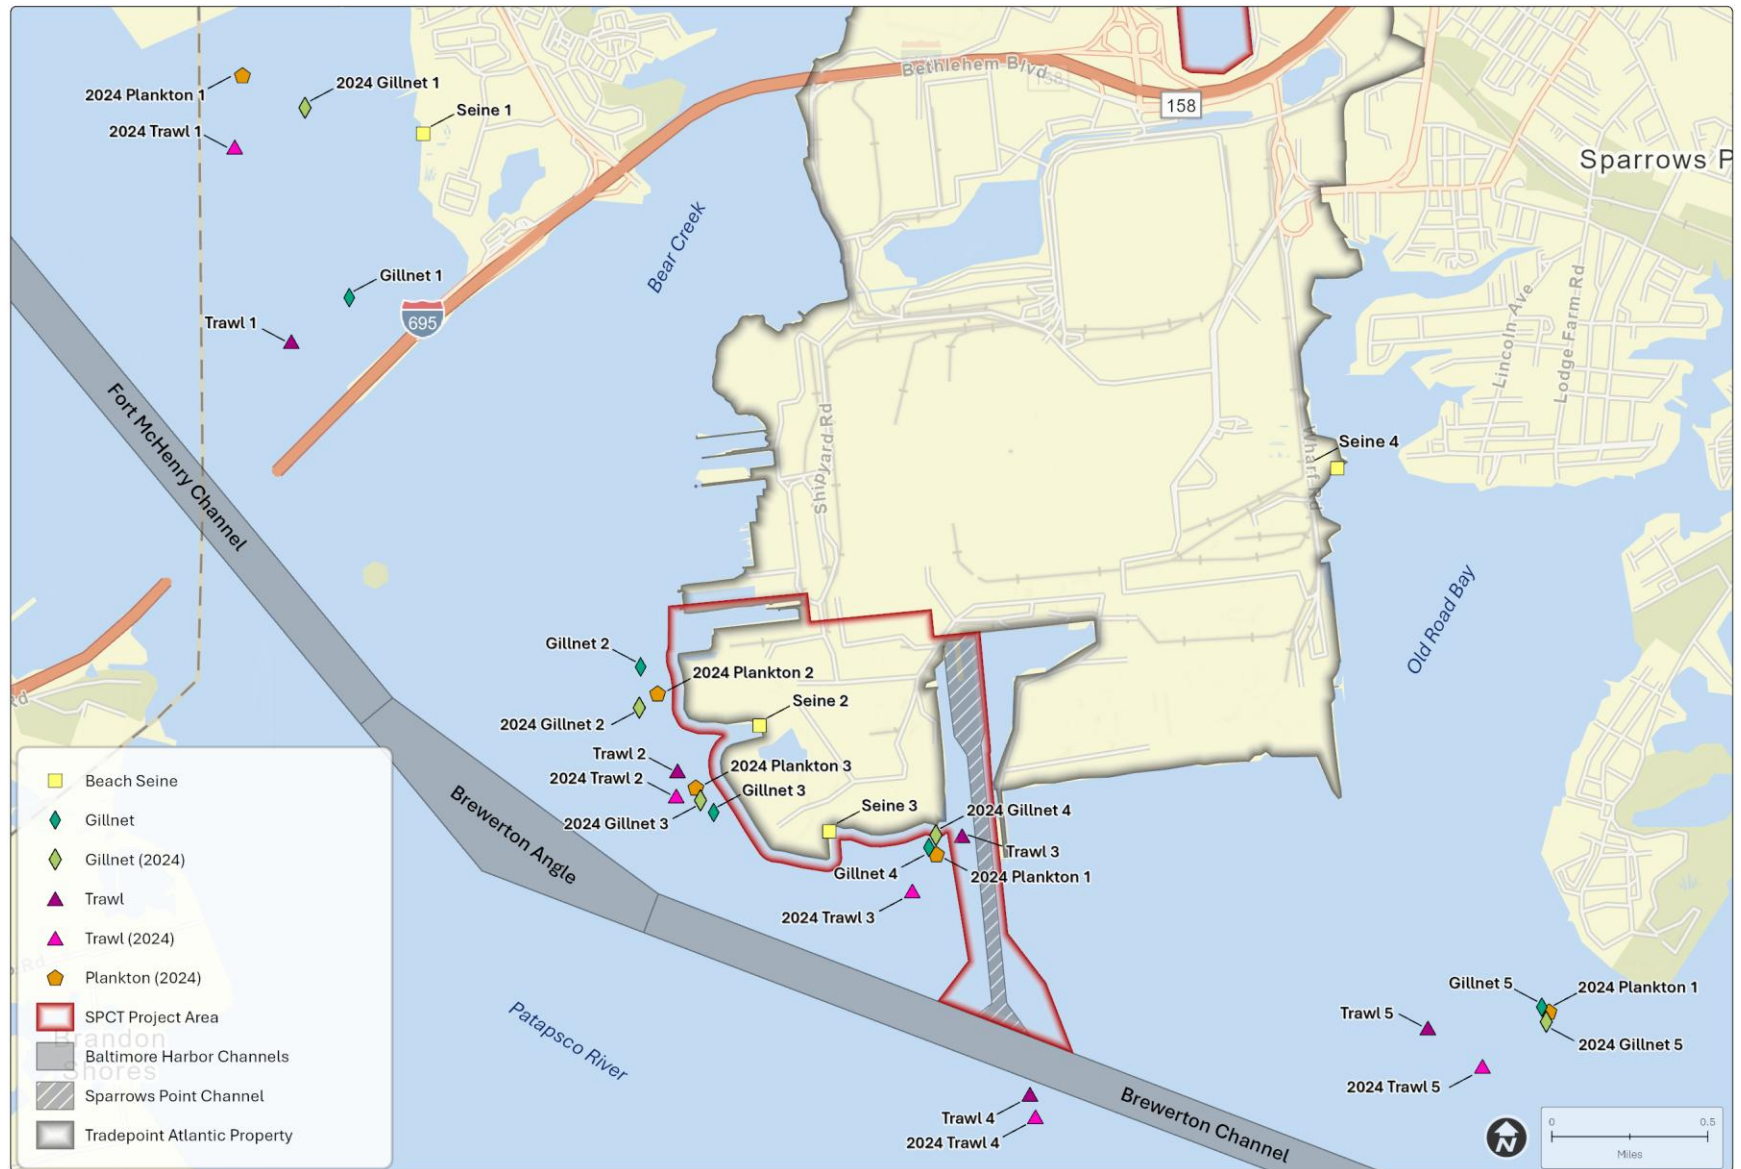 Bethlehem Blvd
158
Sparrows P
2024 Plankton 1
2024 Gillnet 1
2024 Trawl 1
Seine 1
Bear Creek
Gillnet 1
Trawl 1
695
Lincoln Ave
Lodge Farm Rd
Fort McHenry Channel
Shipyard Rd
Wharf Rd
Seine 4
Old Road Bay
Gillnet 2
2024 Plankton 2
Seine 2
2024 Gillnet 2
Rd
Trawl 2
2024 Plankton 3
2024 Trawl 2
Gillnet 3
2024 Gillnet 3
Seine 3
2024 Gillnet 4
Trawl 3
Gillnet 4
2024 Plankton 1
2024 Trawl 3
Brewerton Angle
Patapsco River
Gillnet 5
2024 Plankton 1
Trawl 5
2024 Gillnet 5
2024 Trawl 5
Trawl 4
2024 Trawl 4
Brewerton Channel
Beach Seine
Gillnet
Gillnet (2024)
Trawl
Trawl (2024)
Plankton (2024)
SPCT Project Area
Brandon
Baltimore Harbor Channels
Shores
Sparrows Point Channel
Tradepoint Atlantic Property
N
0
0.5
Miles